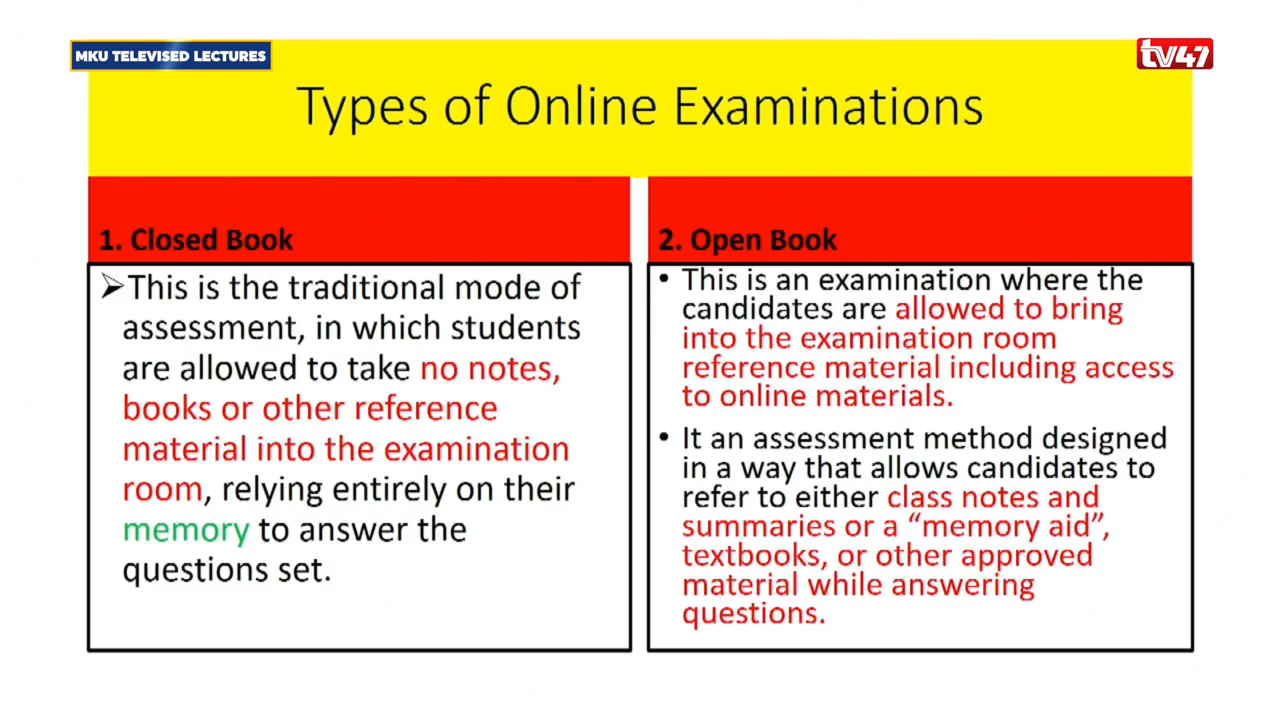 MKU TELEVISED LECTURES
tv47
Types of Online Examinations
1. Closed Book
➢This is the traditional mode of
assessment, in which students
are allowed to take no notes,
books or other reference
material into the examination
room, relying entirely on their
memory to answer the
questions set.
2. Open Book
• This is an examination where the
candidates are allowed to bring
into the examination room
reference material including access
to online materials.
• It an assessment method designed
in a way that allows candidates to
refer to either class notes and
summaries or a “memory aid”,
textbooks, or other approved
material while answering
questions.